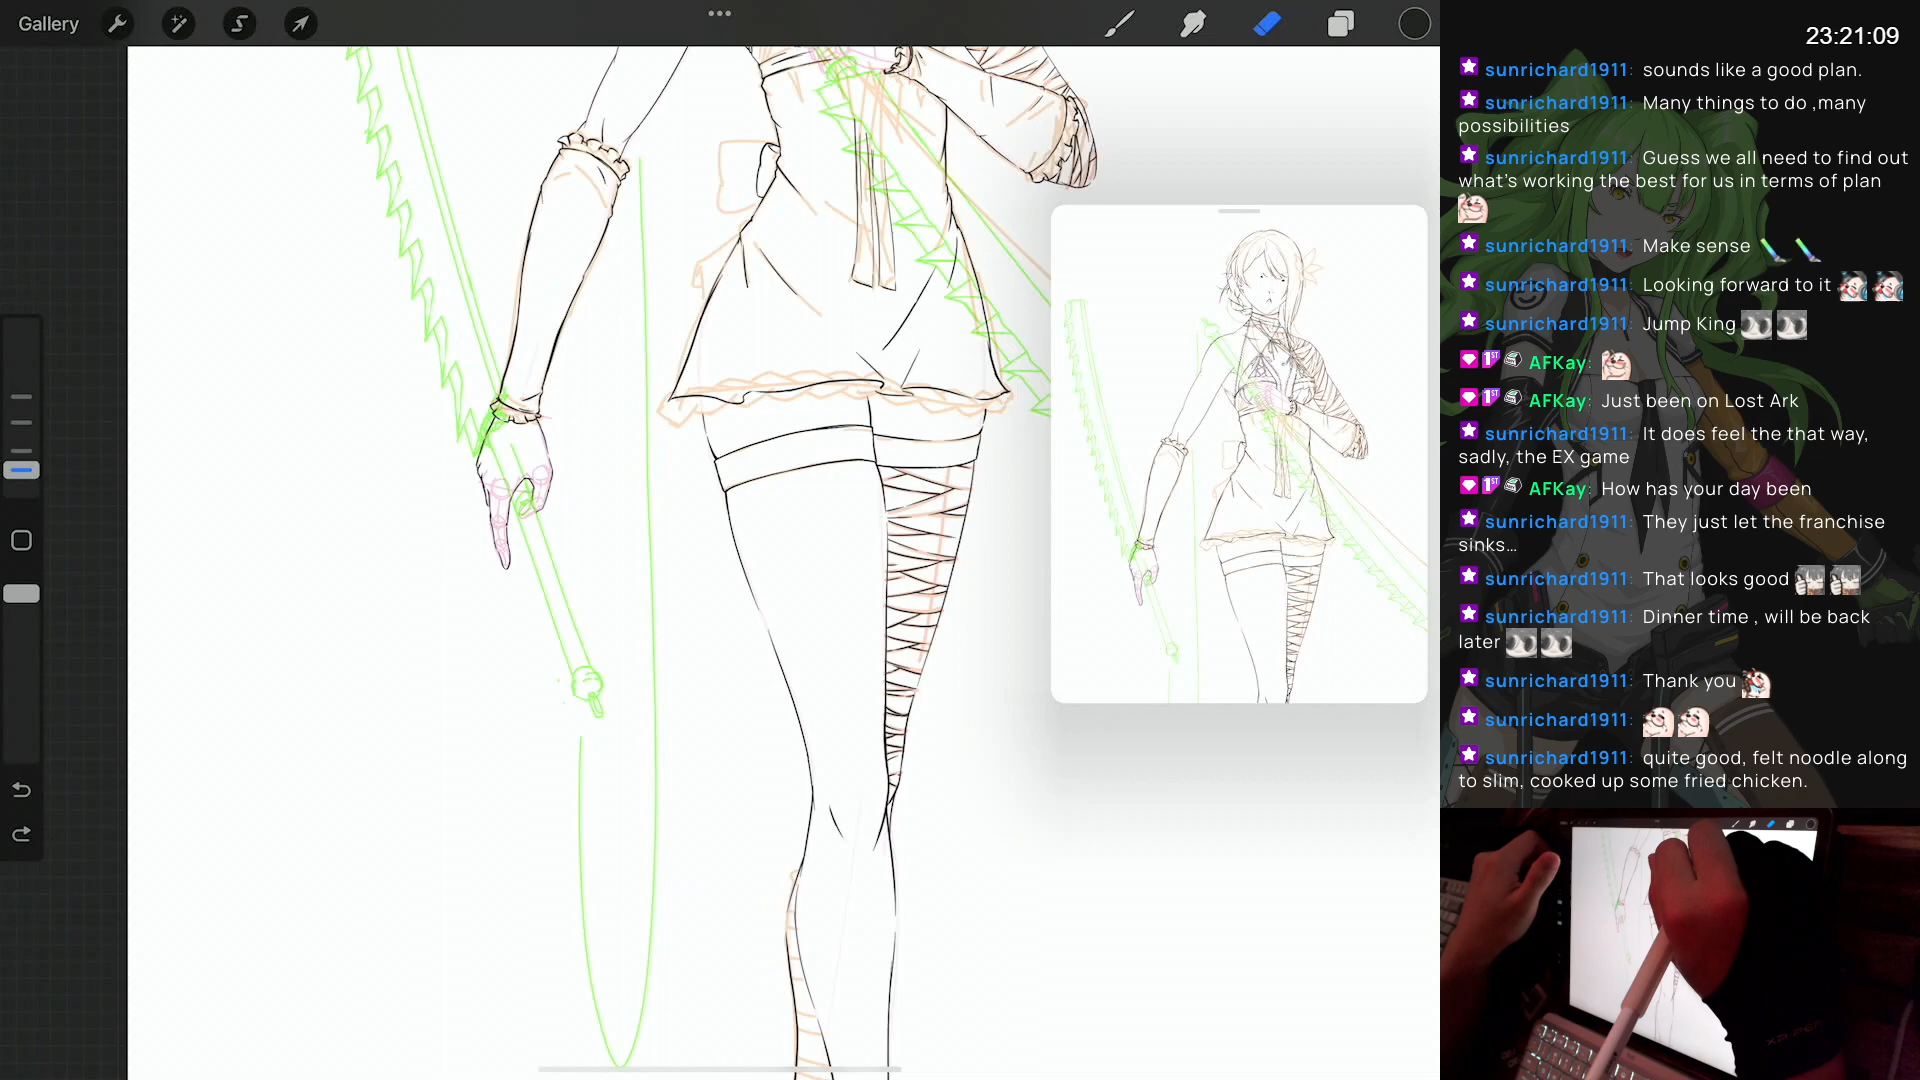 Gallery
23:21:09
sunrichard1911: sounds like a good plan.
sunrichard1911: Many things to do ,many
possibilities
sunrichard1911: Guess we all need to find out
what's working the best for us in terms of plan
sunrichard1911: Make sense
sunrichard1911: Looking forward to it
sunrichard1911: Jump King
1ST AFKay:
1ST AFKay: Just been on Lost Ark
sunrichard1911: It does feel the that way,
sadly, the EX game
1ST AFKay: How has your day been
sunrichard1911: They just let the franchise
sinks…
sunrichard1911: That looks good
sunrichard1911: Dinner time , will be back
later
sunrichard1911: Thank you
sunrichard1911:
sunrichard1911: quite good, felt noodle along
to slim, cooked up some fried chicken.